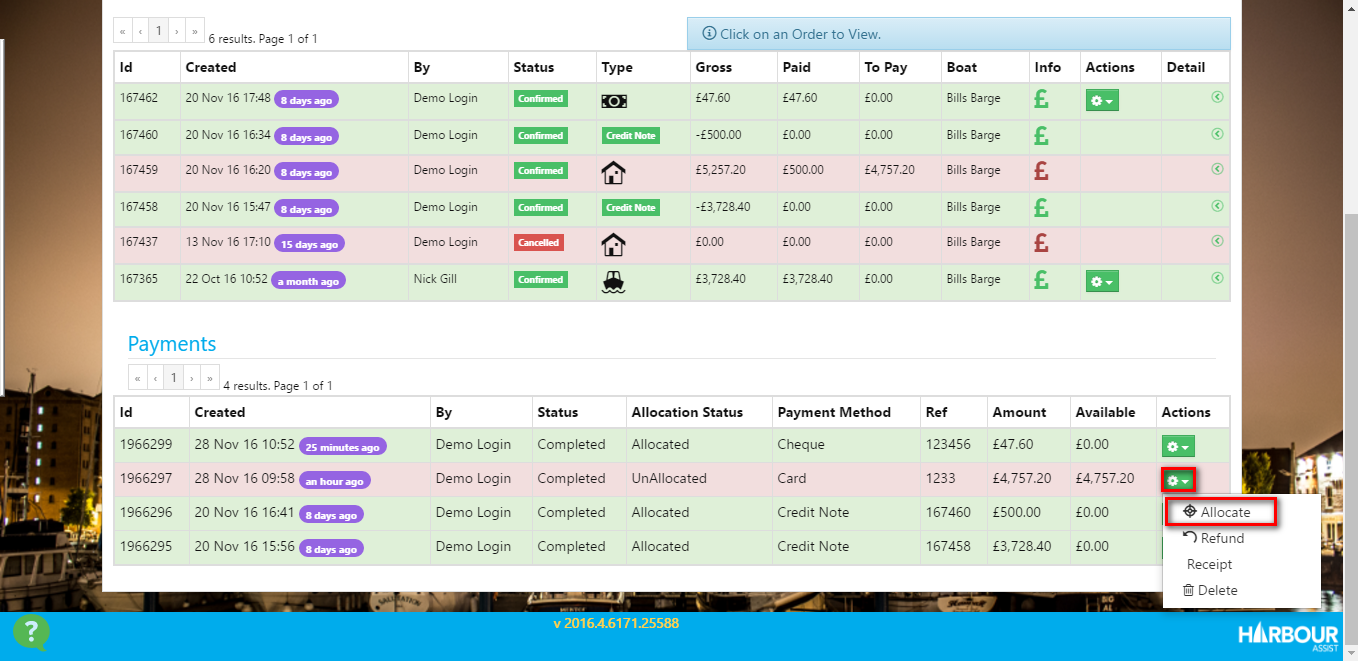 « ‹ 1 › » 6 results. Page 1 of 1
Click on an Order to View.
Id Created By Status Type Gross Paid To Pay Boat Info Actions Detail
167462 20 Nov 16 17:48 8 days ago Demo Login Confirmed £47.60 £47.60 £0.00 Bills Barge £
167460 20 Nov 16 16:34 8 days ago Demo Login Confirmed Credit Note -£500.00 £0.00 £0.00 Bills Barge £
167459 20 Nov 16 16:20 8 days ago Demo Login Confirmed £5,257.20 £500.00 £4,757.20 Bills Barge £
167458 20 Nov 16 15:47 8 days ago Demo Login Confirmed Credit Note -£3,728.40 £0.00 £0.00 Bills Barge £
167437 13 Nov 16 17:10 15 days ago Demo Login Cancelled £0.00 £0.00 £0.00 Bills Barge £
167365 22 Oct 16 10:52 a month ago Nick Gill Confirmed £3,728.40 £3,728.40 £0.00 Bills Barge £
Payments
« ‹ 1 › » 4 results. Page 1 of 1
Id Created By Status Allocation Status Payment Method Ref Amount Available Actions
1966299 28 Nov 16 10:52 25 minutes ago Demo Login Completed Allocated Cheque 123456 £47.60 £0.00
1966297 28 Nov 16 09:58 an hour ago Demo Login Completed UnAllocated Card 1233 £4,757.20 £4,757.20
1966296 20 Nov 16 16:41 8 days ago Demo Login Completed Allocated Credit Note 167460 £500.00 £0.00
1966295 20 Nov 16 15:56 8 days ago Demo Login Completed Allocated Credit Note 167458 £3,728.40 £0.00
Allocate
Refund
Receipt
Delete
SALVATION
BIG
AL
?
v 2016.4.6171.25588
HARBOUR
ASSIST